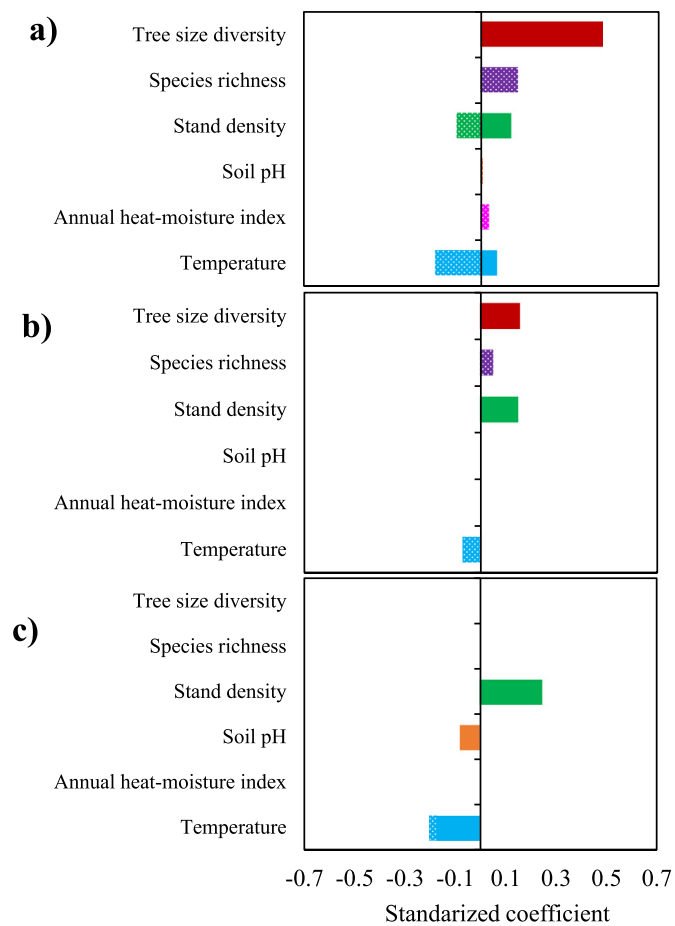 a)
Tree size diversity
Species richness
Stand density
Soil pH
Annual heat-moisture index
Temperature
b)
Tree size diversity
Species richness
Stand density
Soil pH
Annual heat-moisture index
Temperature
c)
Tree size diversity
Species richness
Stand density
Soil pH
Annual heat-moisture index
Temperature
-0.7 -0.5 -0.3 -0.1 0.1 0.3 0.5 0.7
Standarized coefficient